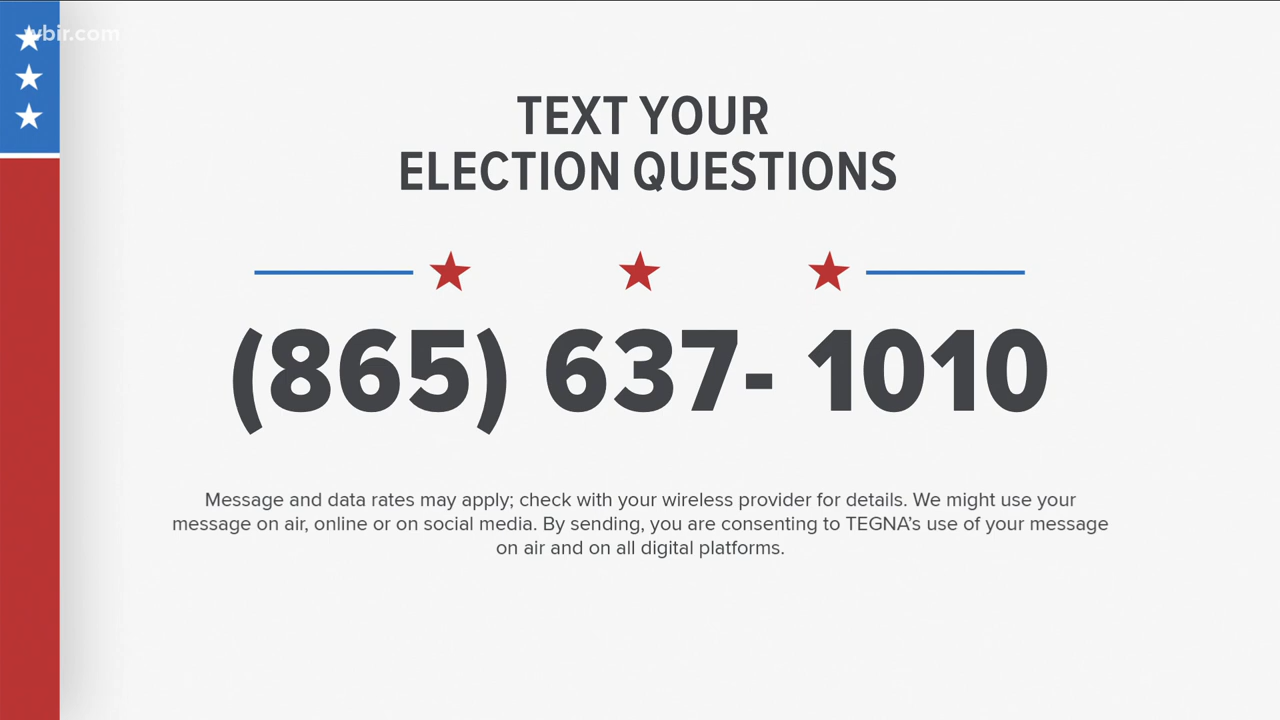 wbir.com
TEXT YOUR
ELECTION QUESTIONS
(865) 637- 1010
Message and data rates may apply; check with your wireless provider for details. We might use your
message on air, online or on social media. By sending, you are consenting to TEGNA’s use of your message
on air and on all digital platforms.